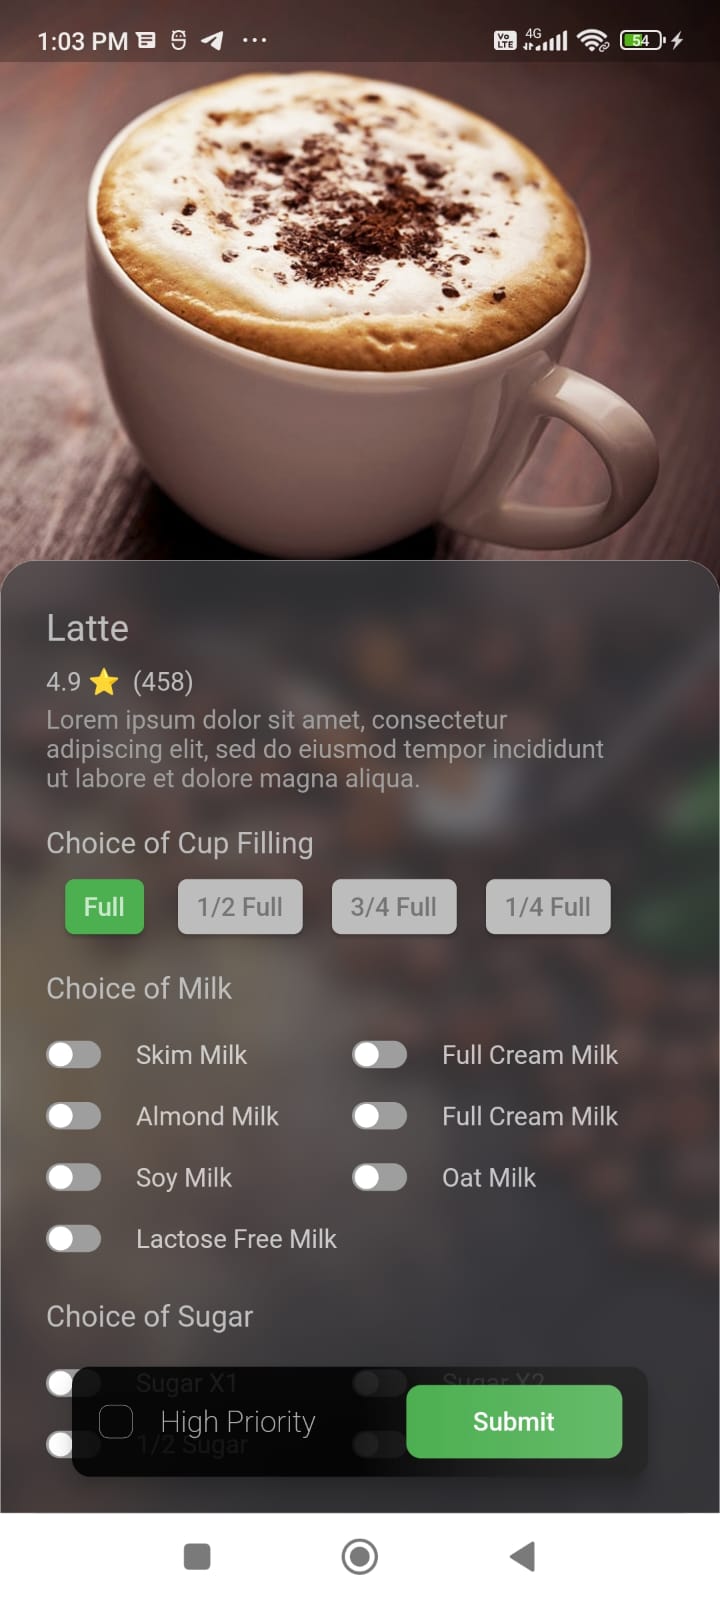 1:03 PM
Vo LTE 4G 54
Latte
4.9 ⭐ (458)
Lorem ipsum dolor sit amet, consectetur
adipiscing elit, sed do eiusmod tempor incididunt
ut labore et dolore magna aliqua.
Choice of Cup Filling
Full 1/2 Full 3/4 Full 1/4 Full
Choice of Milk
Skim Milk Full Cream Milk
Almond Milk Full Cream Milk
Soy Milk Oat Milk
Lactose Free Milk
Choice of Sugar
Sugar X1 Sugar X2
High Priority Submit
1/2 Sugar